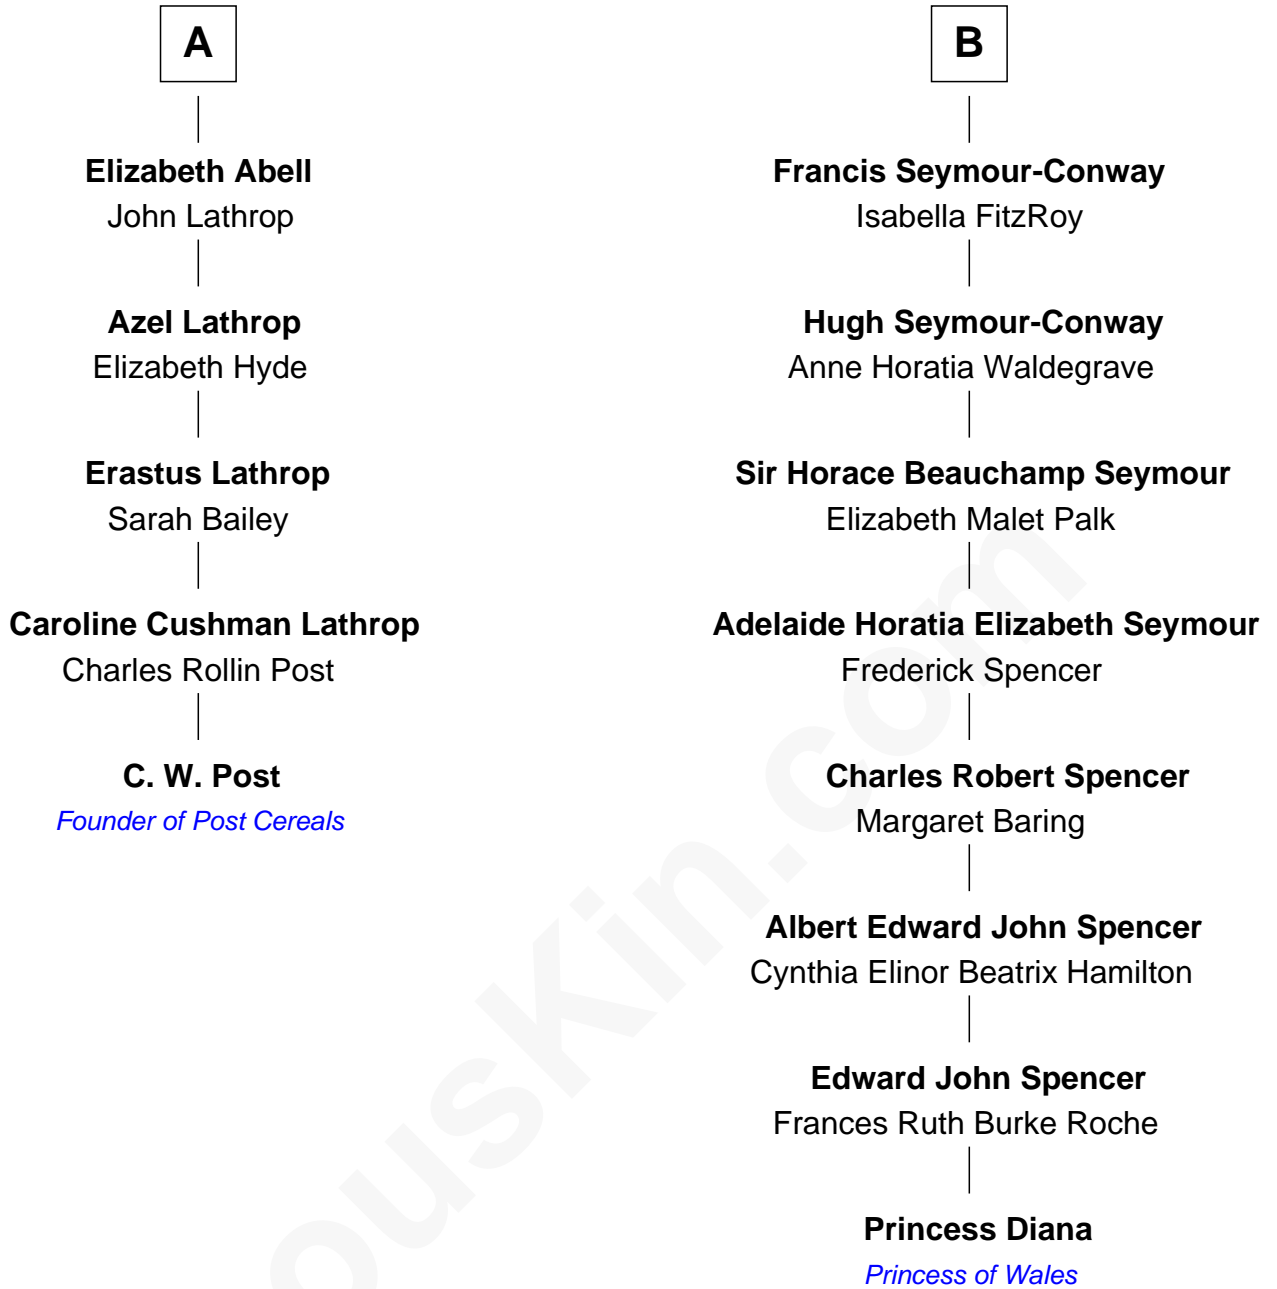 A
Elizabeth Abell
John Lathrop
Azel Lathrop
Elizabeth Hyde
Erastus Lathrop
Sarah Bailey
Caroline Cushman Lathrop
Charles Rollin Post
C. W. Post
Founder of Post Cereals
B
Francis Seymour-Conway
Isabella FitzRoy
Hugh Seymour-Conway
Anne Horatia Waldegrave
Sir Horace Beauchamp Seymour
Elizabeth Malet Palk
Adelaide Horatia Elizabeth Seymour
Frederick Spencer
Charles Robert Spencer
Margaret Baring
Albert Edward John Spencer
Cynthia Elinor Beatrix Hamilton
Edward John Spencer
Frances Ruth Burke Roche
Princess Diana
Princess of Wales
ousKin.com